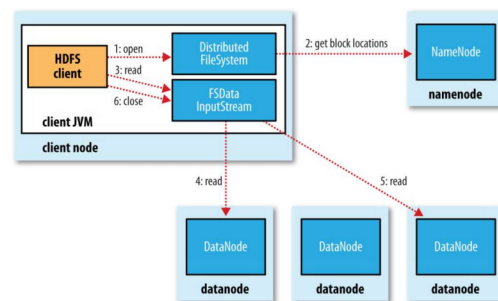 HDFS
client
1: open
3: read
6: close
Distributed
FileSystem
FSData
InputStream
2: get block locations
NameNode
namenode
client JVM
client node
4: read
5: read
DataNode
datanode
DataNode
datanode
DataNode
datanode